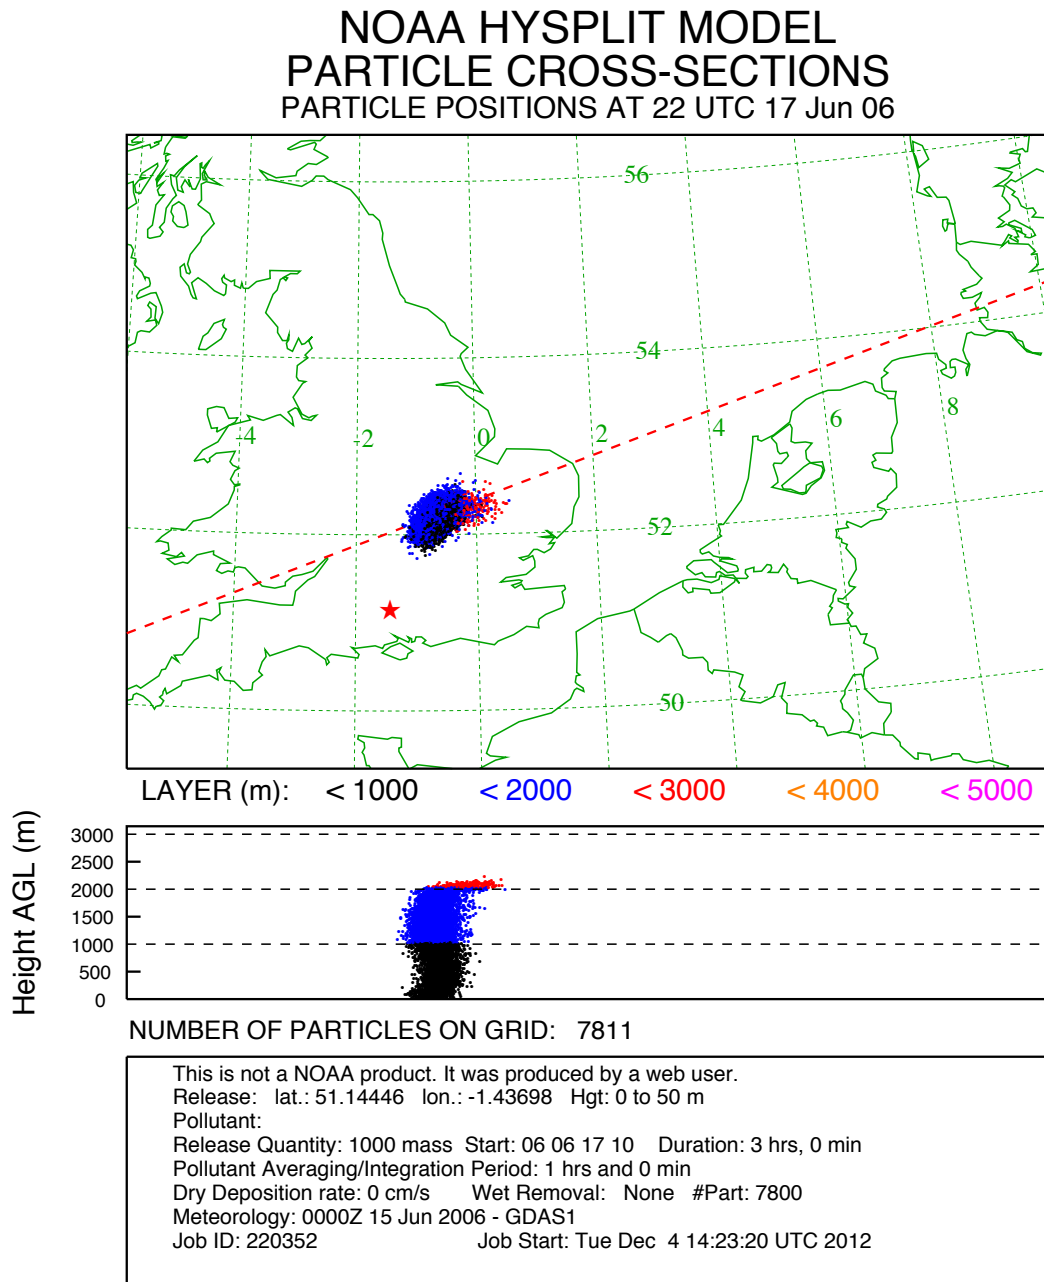 NOAA HYSPLIT MODEL
PARTICLE CROSS-SECTIONS
PARTICLE POSITIONS AT 22 UTC 17 Jun 06
56
54
-4
-2
0
2
4
6
8
52
50
LAYER (m): < 1000 < 2000 < 3000 < 4000 < 5000
Height AGL (m)
3000
2500
2000
1500
1000
500
0
NUMBER OF PARTICLES ON GRID: 7811
This is not a NOAA product. It was produced by a web user.
Release: lat.: 51.14446 lon.: -1.43698 Hgt: 0 to 50 m
Pollutant:
Release Quantity: 1000 mass Start: 06 06 17 10 Duration: 3 hrs, 0 min
Pollutant Averaging/Integration Period: 1 hrs and 0 min
Dry Deposition rate: 0 cm/s Wet Removal: None #Part: 7800
Meteorology: 0000Z 15 Jun 2006 - GDAS1
Job ID: 220352 Job Start: Tue Dec 4 14:23:20 UTC 2012